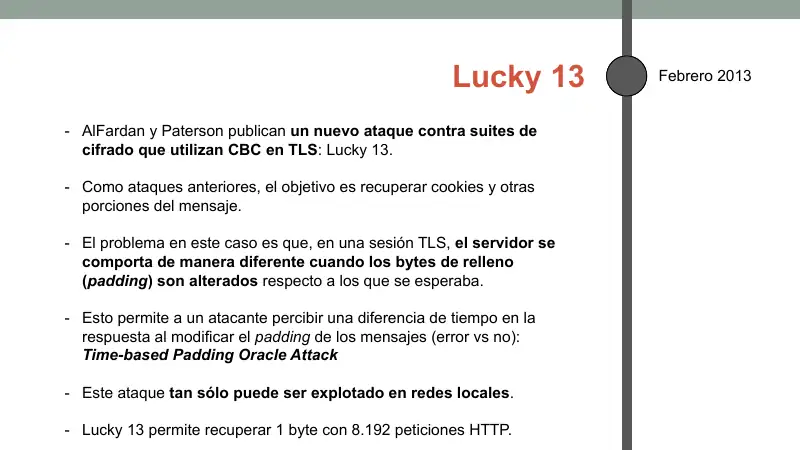 Lucky 13
Febrero 2013
- AlFardan y Paterson publican un nuevo ataque contra suites de
cifrado que utilizan CBC en TLS: Lucky 13.
- Como ataques anteriores, el objetivo es recuperar cookies y otras
porciones del mensaje.
- El problema en este caso es que, en una sesión TLS, el servidor se
comporta de manera diferente cuando los bytes de relleno
(padding) son alterados respecto a los que se esperaba.
- Esto permite a un atacante percibir una diferencia de tiempo en la
respuesta al modificar el padding de los mensajes (error vs no):
Time-based Padding Oracle Attack
- Este ataque tan sólo puede ser explotado en redes locales.
- Lucky 13 permite recuperar 1 byte con 8.192 peticiones HTTP.